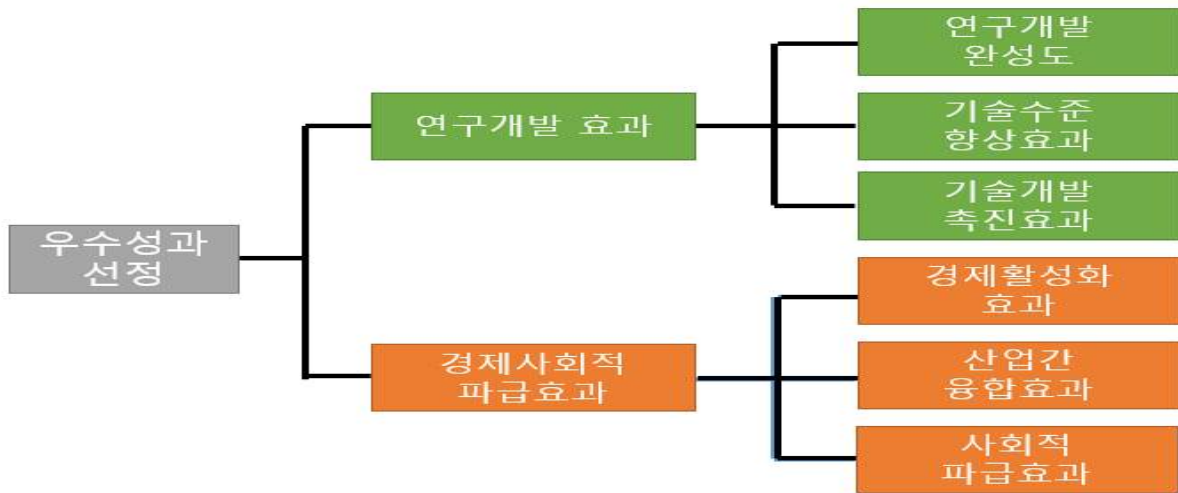 우수성과
선정
연구개발 효과
연구개발
완성도
기술수준
향상효과
기술개발
촉진효과
경제사회적
파급효과
경제활성화
효과
산업간
융합효과
사회적
파급효과